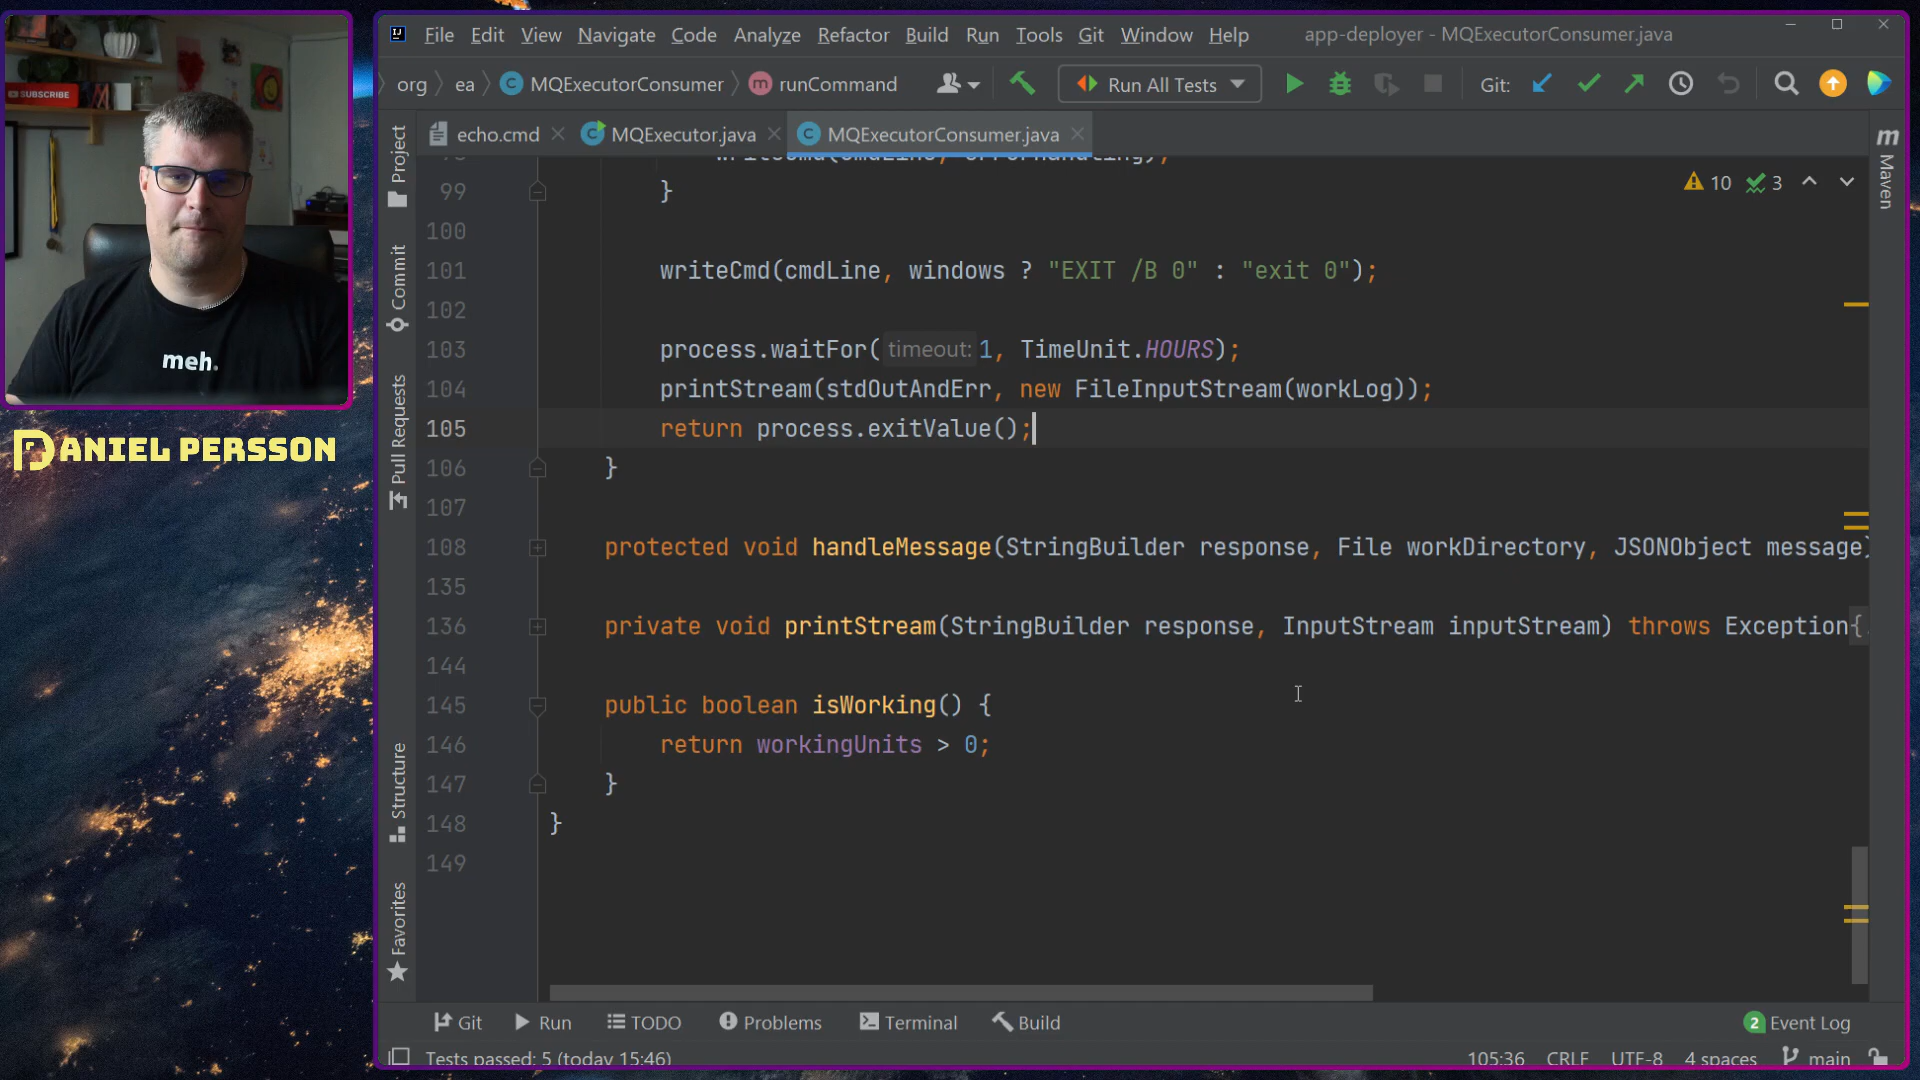 SUBSCRIBE
meh.
DANIEL PERSSON
File Edit View Navigate Code Analyze Refactor Build Run Tools Git Window Help app-deployer - MQExecutorConsumer.java
org ea MQExecutorConsumer runCommand Run All Tests Git:
echo.cmd MQExecutor.java MQExecutorConsumer.java
10 3
Project
Commit
Pull Requests
Structure
Favorites
Maven
99 }
100
101 writeCmd(cmdLine, windows ? "EXIT /B 0" : "exit 0");
102
103 process.waitFor( timeout: 1, TimeUnit.HOURS);
104 printStream(stdOutAndErr, new FileInputStream(workLog));
105 return process.exitValue();
106 }
107
108 protected void handleMessage(StringBuilder response, File workDirectory, JSONObject message)
135
136 private void printStream(StringBuilder response, InputStream inputStream) throws Exception{
144
145 public boolean isWorking() {
146 return workingUnits > 0;
147 }
148 }
149
Git Run TODO Problems Terminal Build 2 Event Log
Tests passed: 5 (today 15:46) 105:36 CRLF UTF-8 4 spaces main